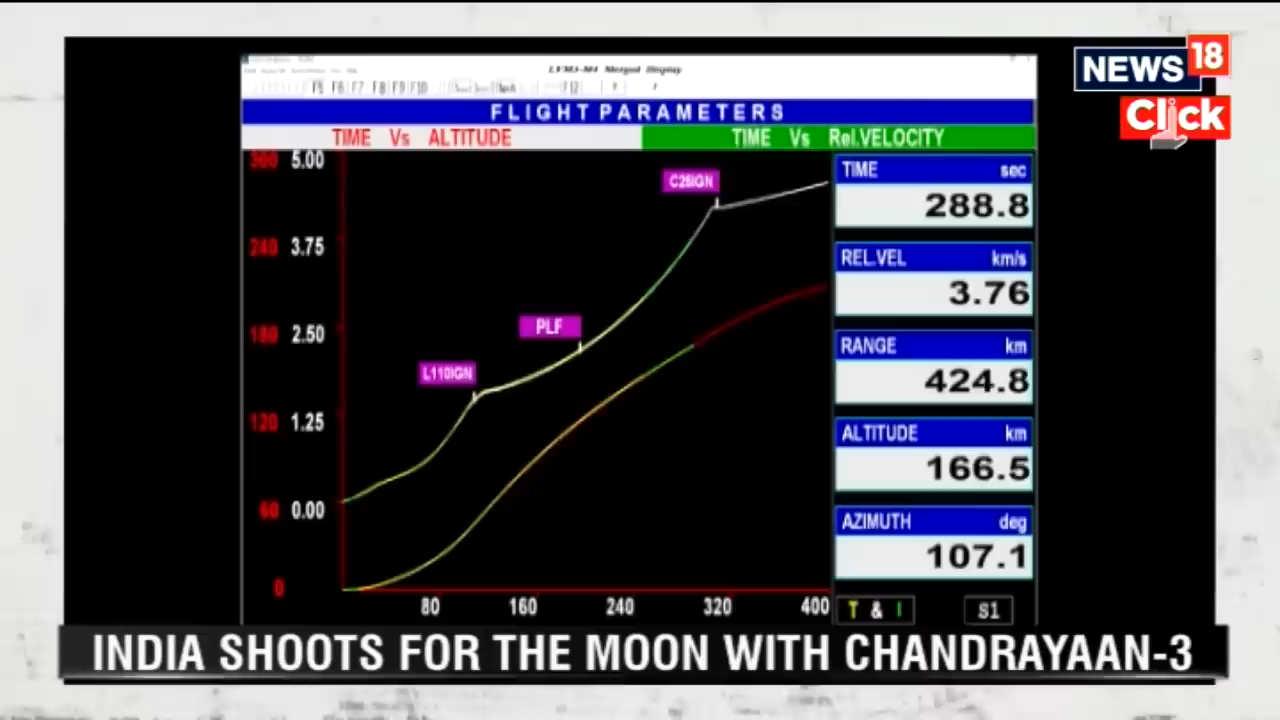 NEWS 18
Click
LVM3-M4 Merged Display
F5 F6 F7 F8 F9 F10
F12
FLIGHT PARAMETERS
TIME Vs ALTITUDE
TIME Vs Rel.VELOCITY
300 5.00
240 3.75
180 2.50
120 1.25
60 0.00
0
80 160 240 320 400
C25IGN
PLF
L110IGN
TIME sec
288.8
REL.VEL km/s
3.76
RANGE km
424.8
ALTITUDE km
166.5
AZIMUTH deg
107.1
T & I
S1
INDIA SHOOTS FOR THE MOON WITH CHANDRAYAAN-3